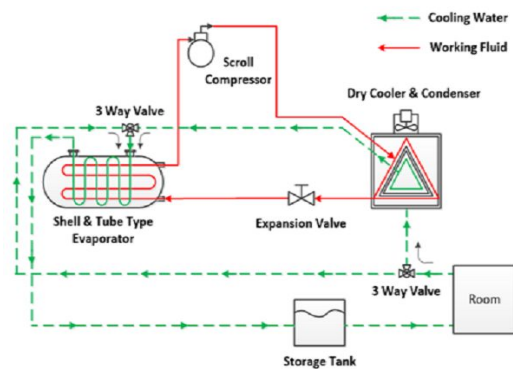 Cooling Water
Working Fluid
Scroll
Compressor
Dry Cooler & Condenser
3 Way Valve
Shell & Tube Type
Evaporator
Expansion Valve
3 Way Valve
Room
Storage Tank